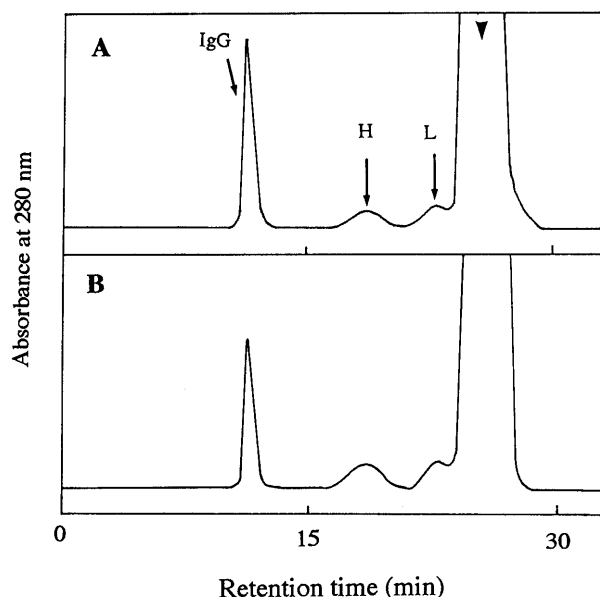 A
IgG
H
L
B
Absorbance at 280 nm
0
15
30
Retention time (min)